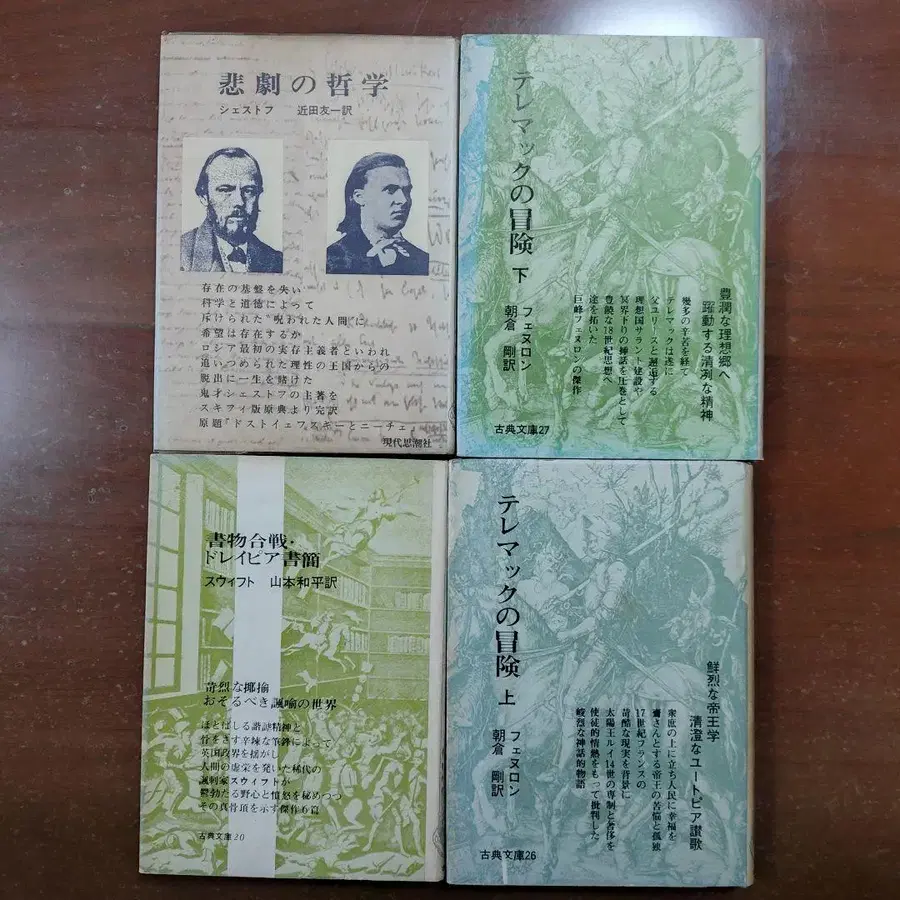 悲劇の哲学
シェストフ 近田友一訳
存在の基盤を失い
科学と道徳によって
斥けられた“呪われた人間”に
希望は存在するか
ロシア最初の実存主義者といわれ
追いつめられた理性の王国からの
脱出に一生を賭けた
鬼才シェストフの主著を
スキフィ版原典より完訳
原題『ドストイェフスキーとニーチェ』
現代思潮社
テレマックの冒険 下
フェヌロン
朝倉 剛訳
豊潤な理想郷へ
躍動する清冽な精神
幾多の辛苦を経て
テレマックは遂に
父ユリースと邂逅する
理想国サラント建設や
冥界下りの挿話を圧巻として
豊饒な18世紀思想へ
途を拓いた
巨峰フェヌロンの傑作
古典文庫27
書物合戦・
ドレイピア書簡
スウィフト 山本和平訳
苛烈な揶揄
おそるべき諷喩の世界
ほとばしる諧謔精神と
骨をさす辛辣な筆鋒によって
英国政界を揺がし
人間の虚栄を発いた稀代の
諷刺家スウィフトが
鬱勃たる野心と憤怒を秘めつつ
その真骨頂を示す傑作6篇
古典文庫20
テレマックの冒険 上
フェヌロン
朝倉 剛訳
鮮烈な帝王学
清澄なユートピア讃歌
衆庶の上に立ち人民に幸福を
齎さんとする帝王の苦悩と孤独
17世紀フランスの
苛酷な現実を背景に
太陽王ルイ14世の専制と奢侈を
使徒的情熱をもって批判した
峻烈な神話的物語
古典文庫26